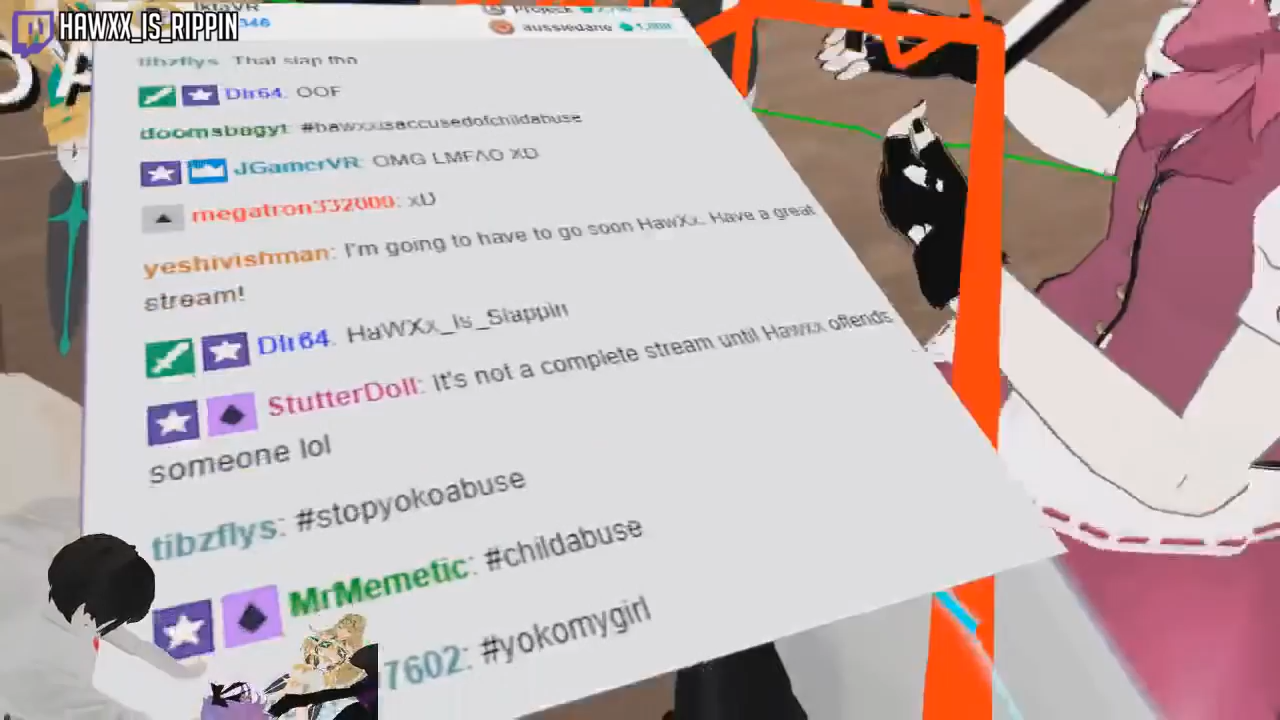 HAWXX_IS_RIPPIN
346
aussiedane
tibzflys: That slap tho
Dlr64: OOF
doomsbagyt: #hawxxisaccusedofchildabuse
JGamerVR: OMG LMFAO XD
megatron332000: xD
yeshivishman: I'm going to have to go soon HawXx. Have a great
stream!
Dlr64: HaWXx_Is_Slappin
StutterDoll: It's not a complete stream until Hawxx offends
someone lol
tibzflys: #stopyokoabuse
MrMemetic: #childabuse
7602: #yokomygirl